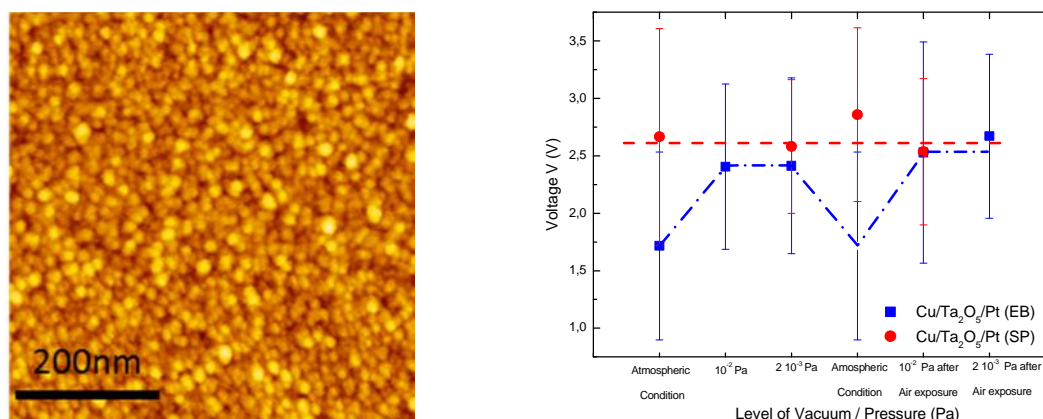 200nm
3,5
3,0
2,5
2,0
1,5
1,0
Voltage V (V)
Cu/Ta₂O₅/Pt (EB)
Cu/Ta₂O₅/Pt (SP)
Atmospheric Condition
10⁻² Pa
2 10⁻³ Pa
Amospheric Condition
10⁻² Pa after Air exposure
2 10⁻³ Pa after Air exposure
Level of Vacuum / Pressure (Pa)